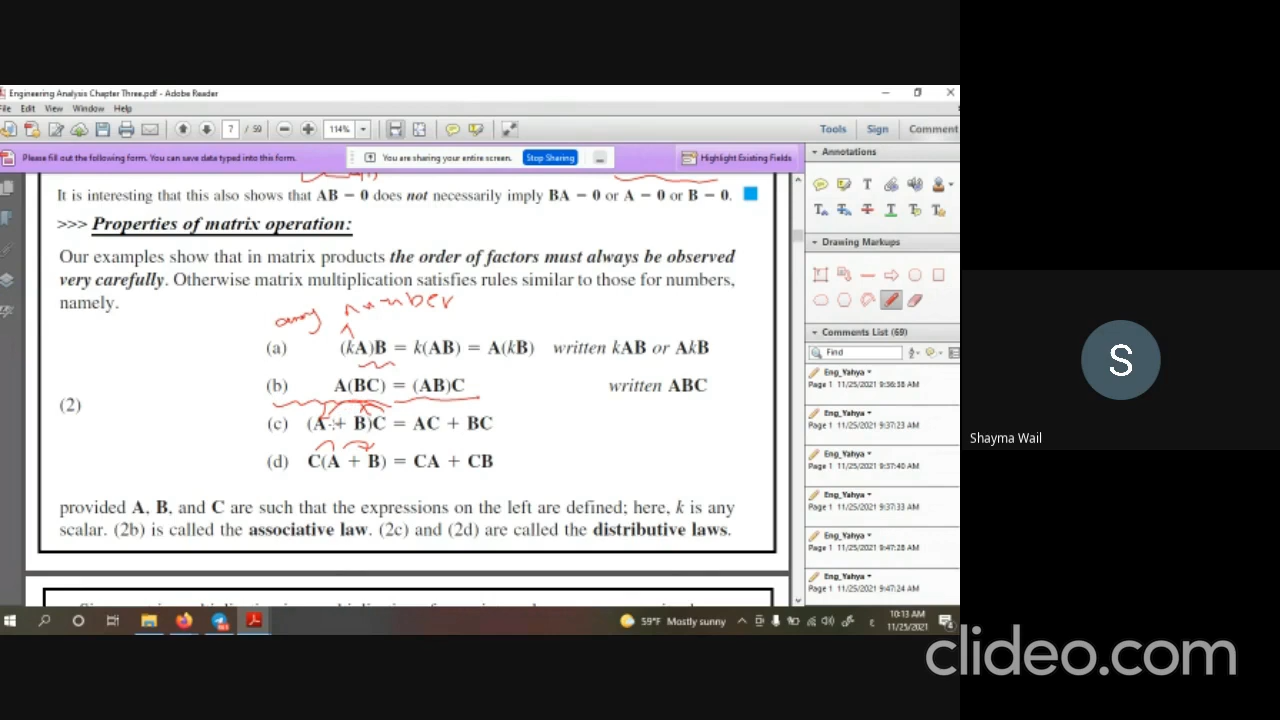 Engineering Analysis Chapter Three.pdf - Adobe Reader
File Edit View Window Help
7 / 59 114% Tools Sign Comment
Please fill out the following form. You can save data typed into this form.
You are sharing your entire screen. Stop Sharing
Highlight Existing Fields
It is interesting that this also shows that AB = 0 does not necessarily imply BA = 0 or A = 0 or B = 0.
>>> Properties of matrix operation:
Our examples show that in matrix products the order of factors must always be observed
very carefully. Otherwise matrix multiplication satisfies rules similar to those for numbers,
namely.
any number
(a) (kA)B = k(AB) = A(kB) written kAB or AkB
(b) A(BC) = (AB)C written ABC
(2)
(c) (A + B)C = AC + BC
(d) C(A + B) = CA + CB
provided A, B, and C are such that the expressions on the left are defined; here, k is any
scalar. (2b) is called the associative law. (2c) and (2d) are called the distributive laws.
Annotations
Drawing Markups
Comments List (69)
Find
Eng_Yahya
Page 1 11/25/2021 9:36:38 AM
Eng_Yahya
Page 1 11/25/2021 9:37:23 AM
Eng_Yahya
Page 1 11/25/2021 9:37:40 AM
Eng_Yahya
Page 1 11/25/2021 9:37:33 AM
Eng_Yahya
Page 1 11/25/2021 9:47:28 AM
Eng_Yahya
Page 1 11/25/2021 9:47:24 AM
59°F Mostly sunny
10:13 AM
11/25/2021
S
Shayma Wail
clideo.com